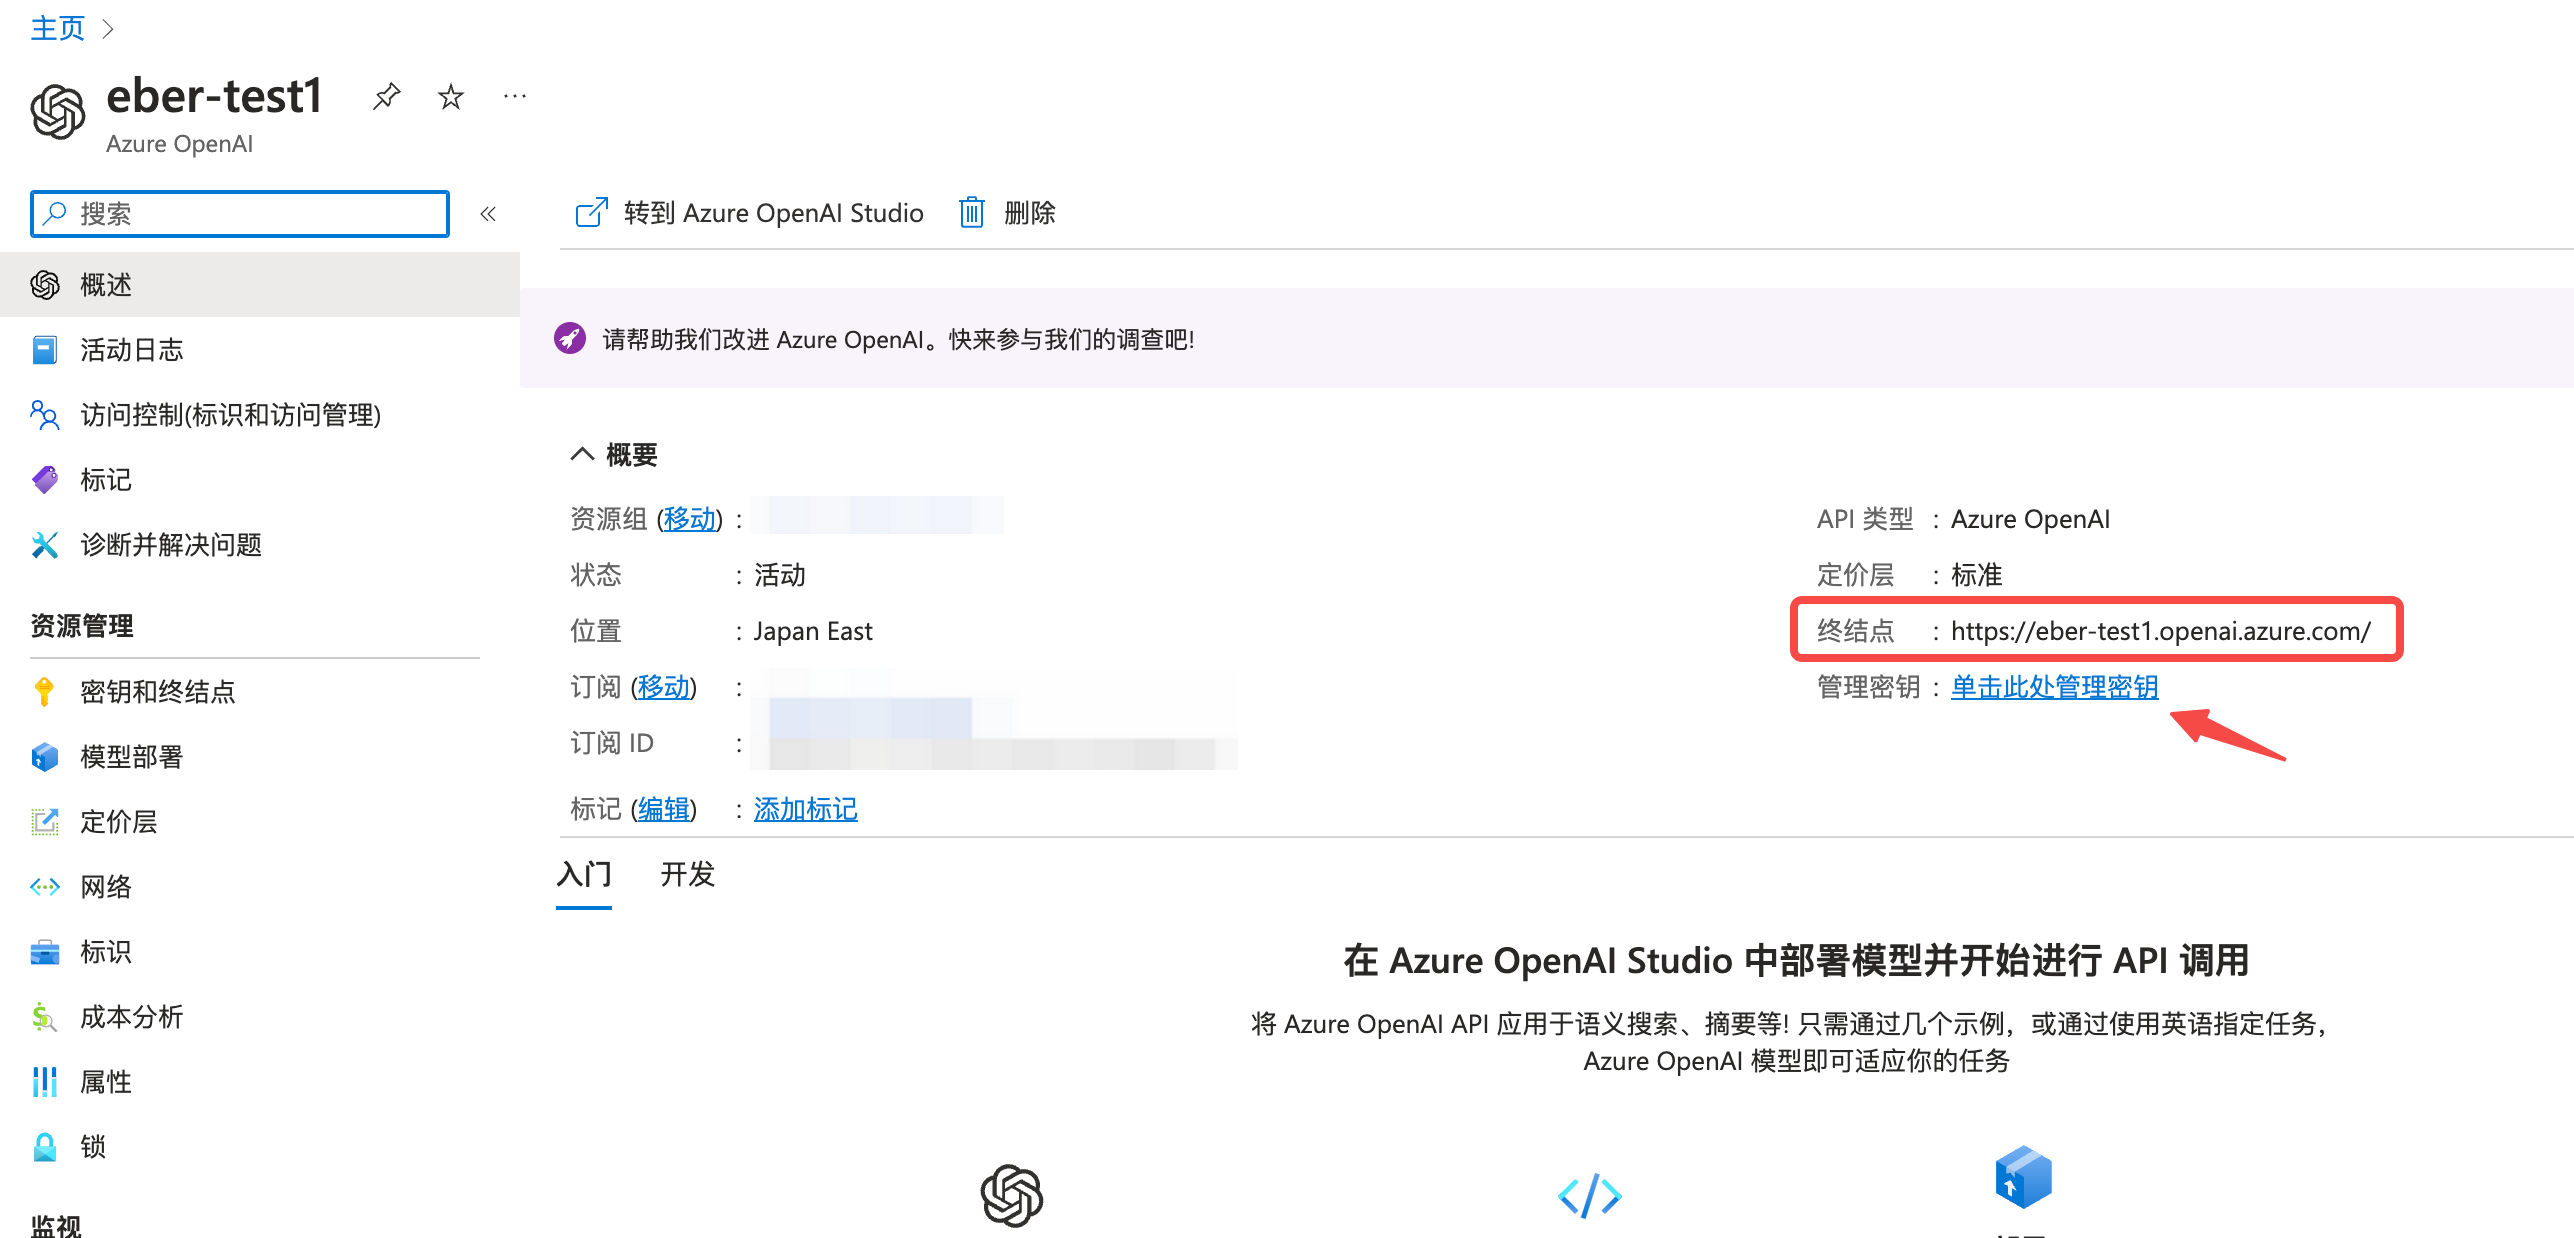 主页
eber-test1
Azure OpenAI
搜索
概述
活动日志
访问控制(标识和访问管理)
标记
诊断并解决问题
资源管理
密钥和终结点
模型部署
定价层
网络
标识
成本分析
属性
锁
监视
转到 Azure OpenAI Studio 删除
请帮助我们改进 Azure OpenAI。快来参与我们的调查吧!
概要
资源组 (移动) :
状态 : 活动
位置 : Japan East
订阅 (移动) :
订阅 ID :
标记 (编辑) : 添加标记
API 类型 : Azure OpenAI
定价层 : 标准
终结点 : https://eber-test1.openai.azure.com/
管理密钥 : 单击此处管理密钥
入门 开发
在 Azure OpenAI Studio 中部署模型并开始进行 API 调用
将 Azure OpenAI API 应用于语义搜索、摘要等! 只需通过几个示例，或通过使用英语指定任务，
Azure OpenAI 模型即可适应你的任务